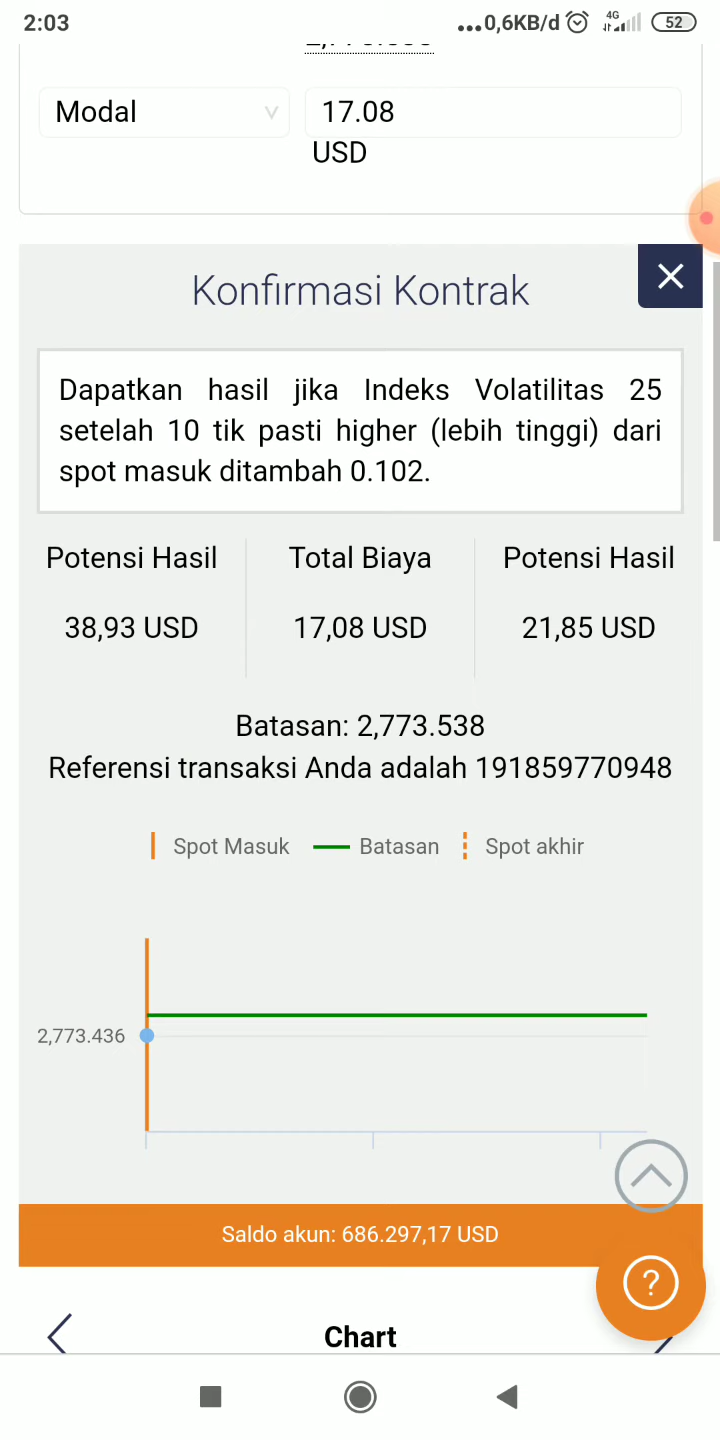 2:03
...0,6KB/d
4G
52
Modal
17.08
USD
Konfirmasi Kontrak
Dapatkan hasil jika Indeks Volatilitas 25
setelah 10 tik pasti higher (lebih tinggi) dari
spot masuk ditambah 0.102.
Potensi Hasil
Total Biaya
Potensi Hasil
38,93 USD
17,08 USD
21,85 USD
Batasan: 2,773.538
Referensi transaksi Anda adalah 191859770948
Spot Masuk
Batasan
Spot akhir
2,773.436
Saldo akun: 686.297,17 USD
?
Chart